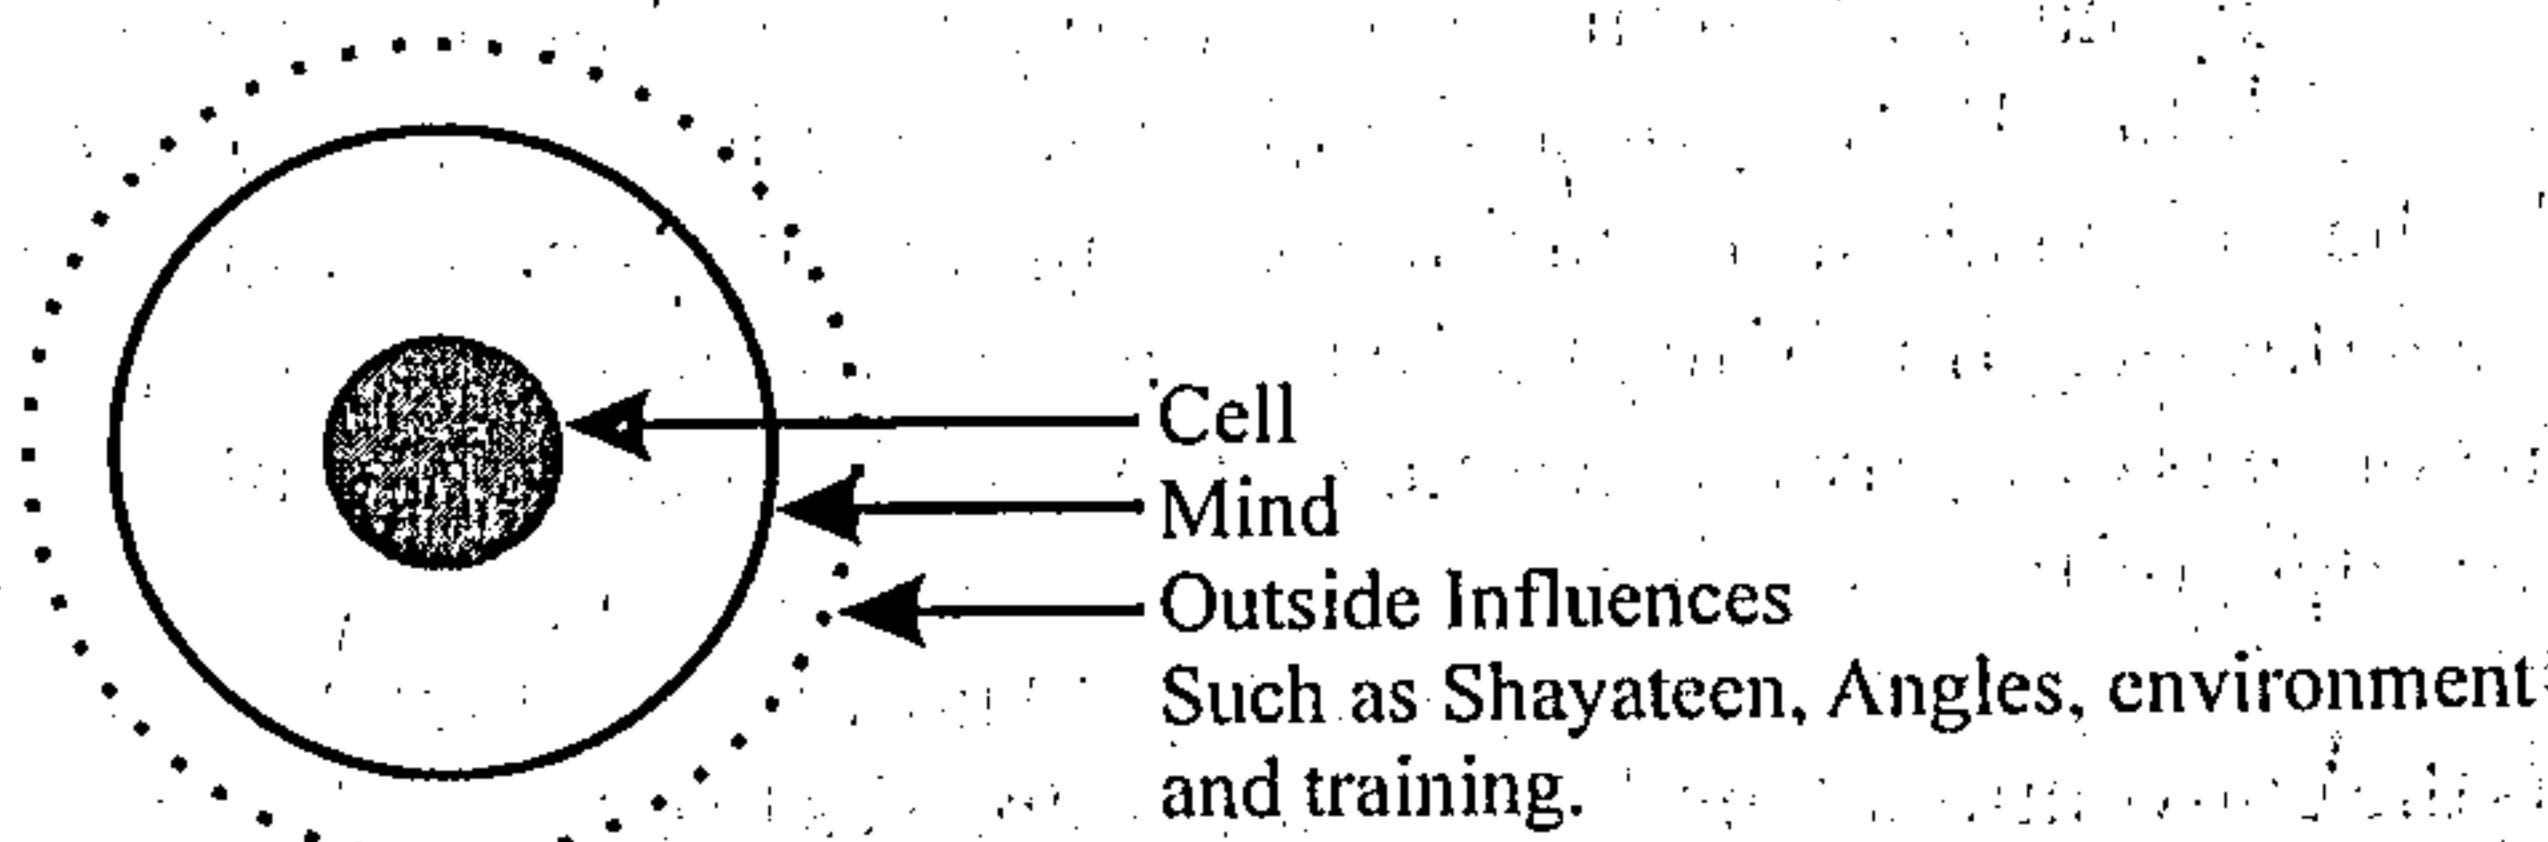 Cell
Mind
Outside Influences
Such as Shayateen, Angles, environment
and training.